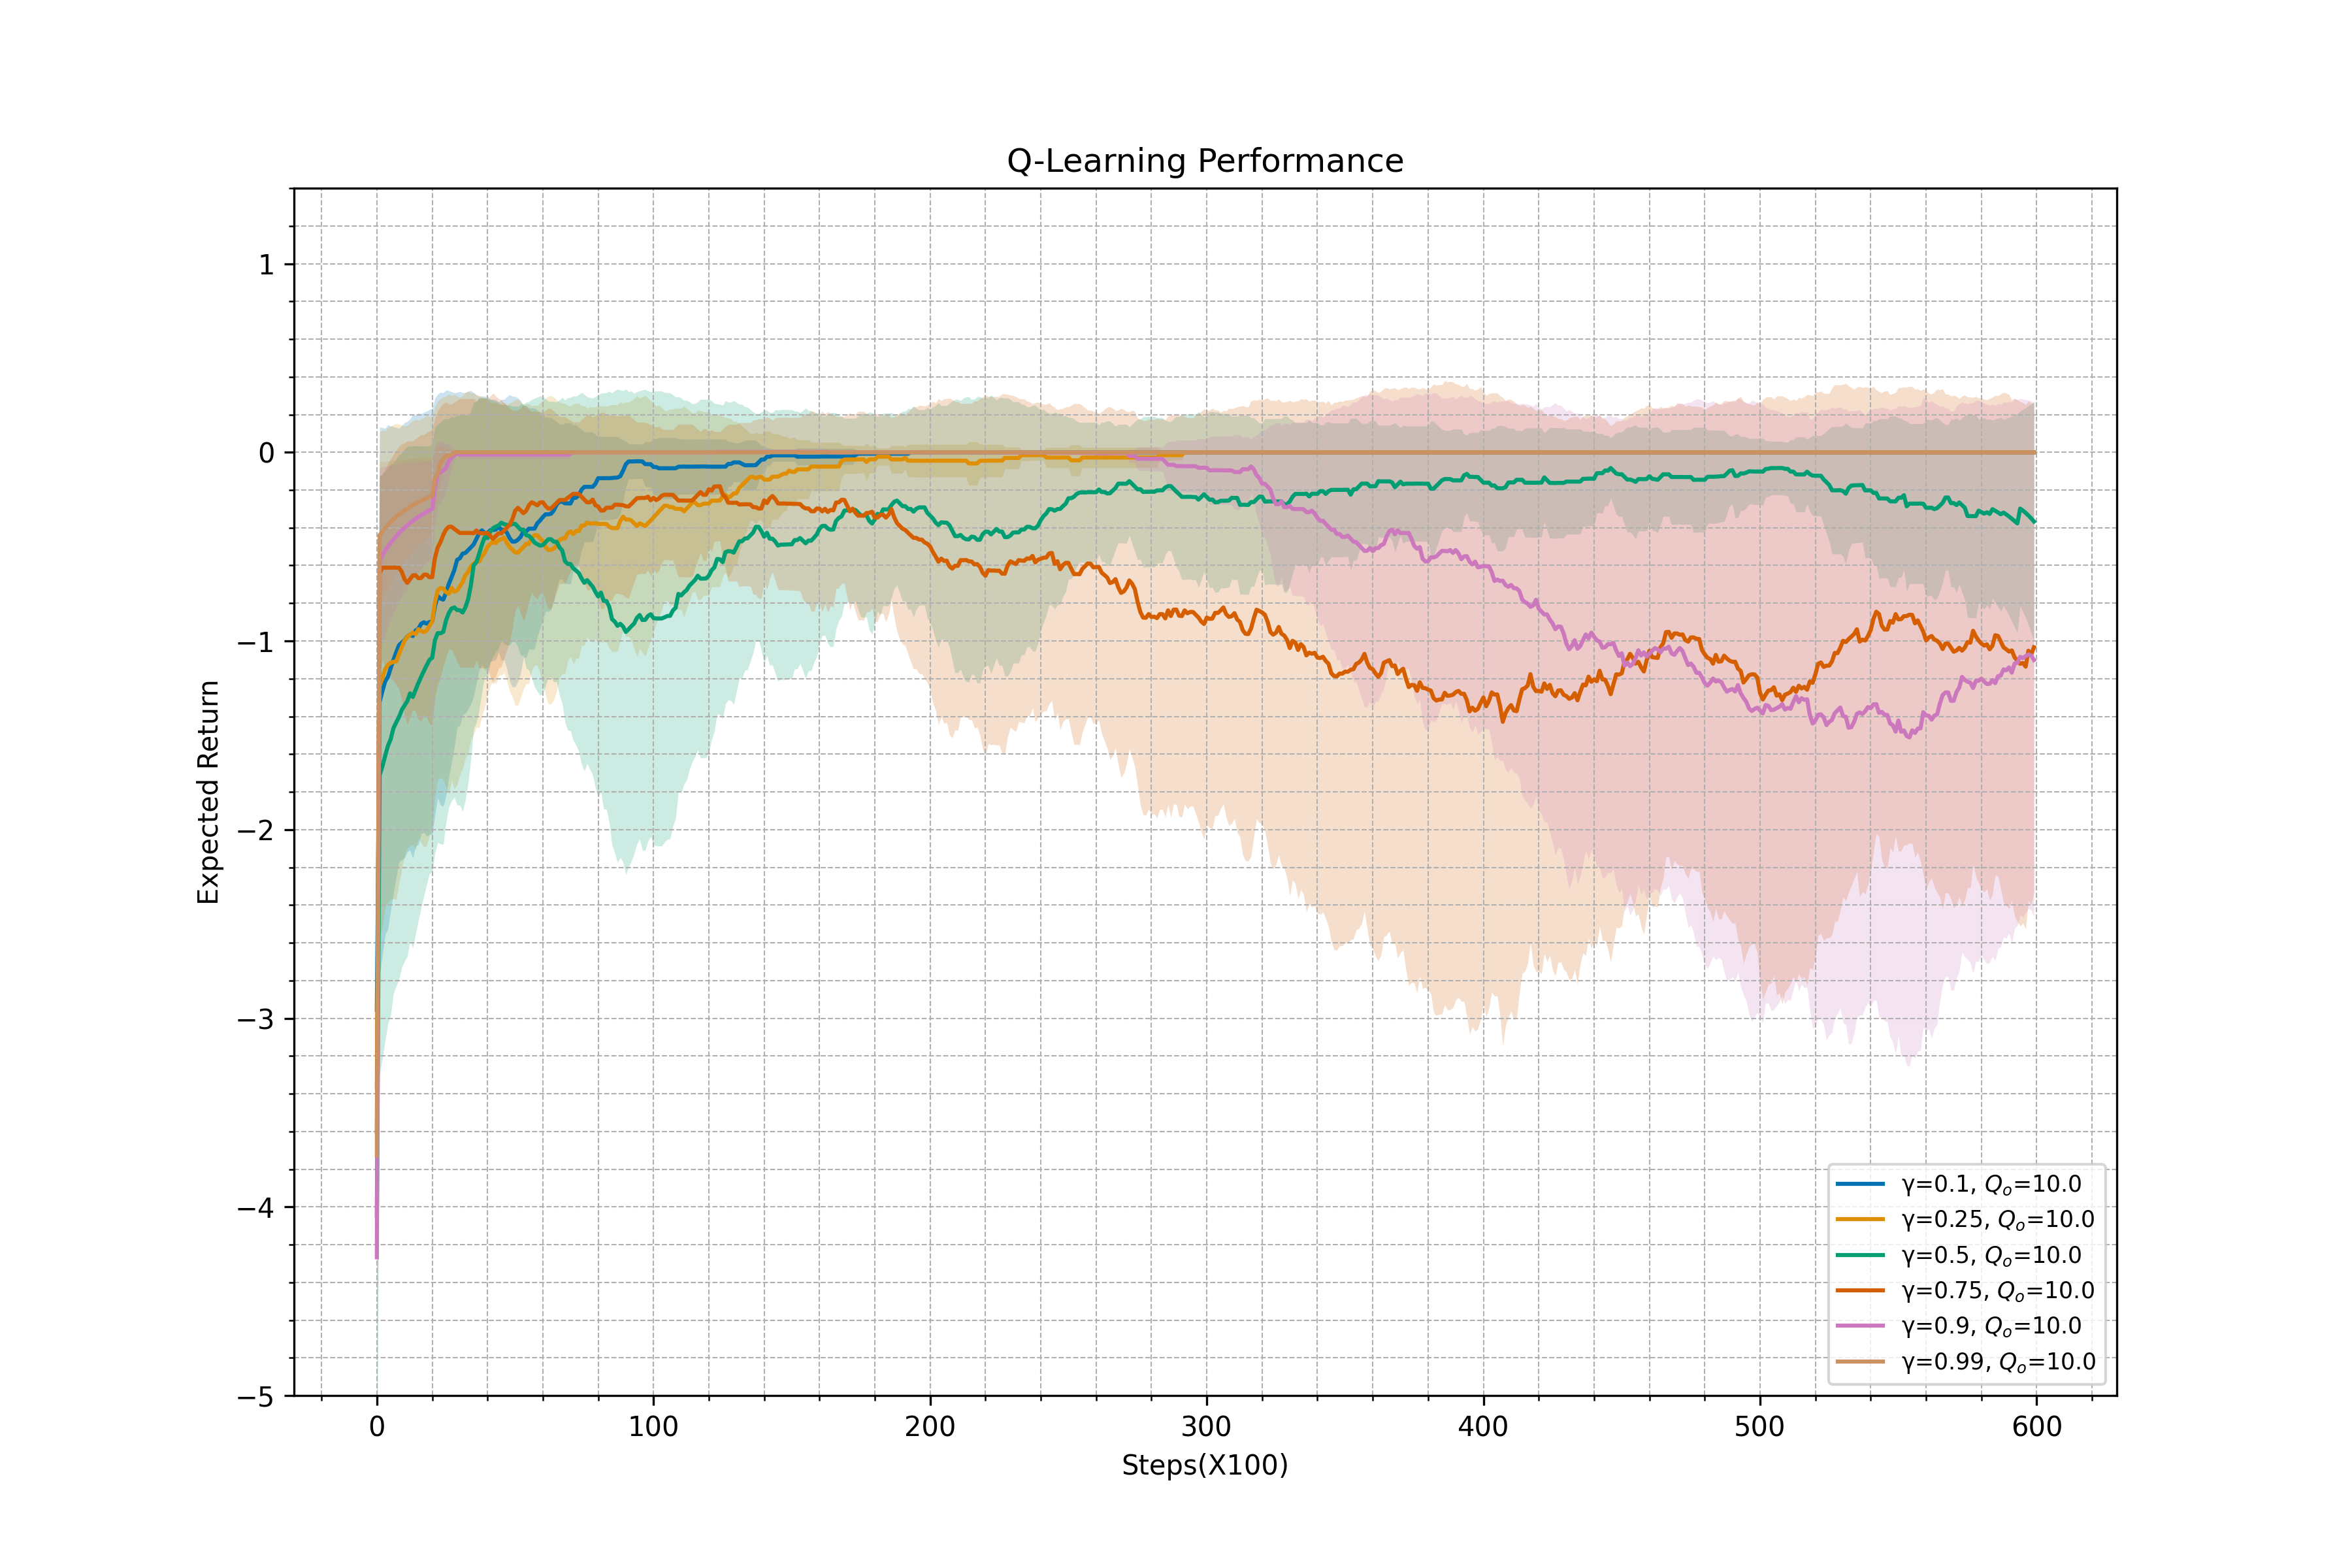 Q-Learning Performance
Expected Return
1
0
−1
−2
−3
−4
−5
0 100 200 300 400 500 600
Steps(X100)
γ=0.1, Qₒ=10.0
γ=0.25, Qₒ=10.0
γ=0.5, Qₒ=10.0
γ=0.75, Qₒ=10.0
γ=0.9, Qₒ=10.0
γ=0.99, Qₒ=10.0